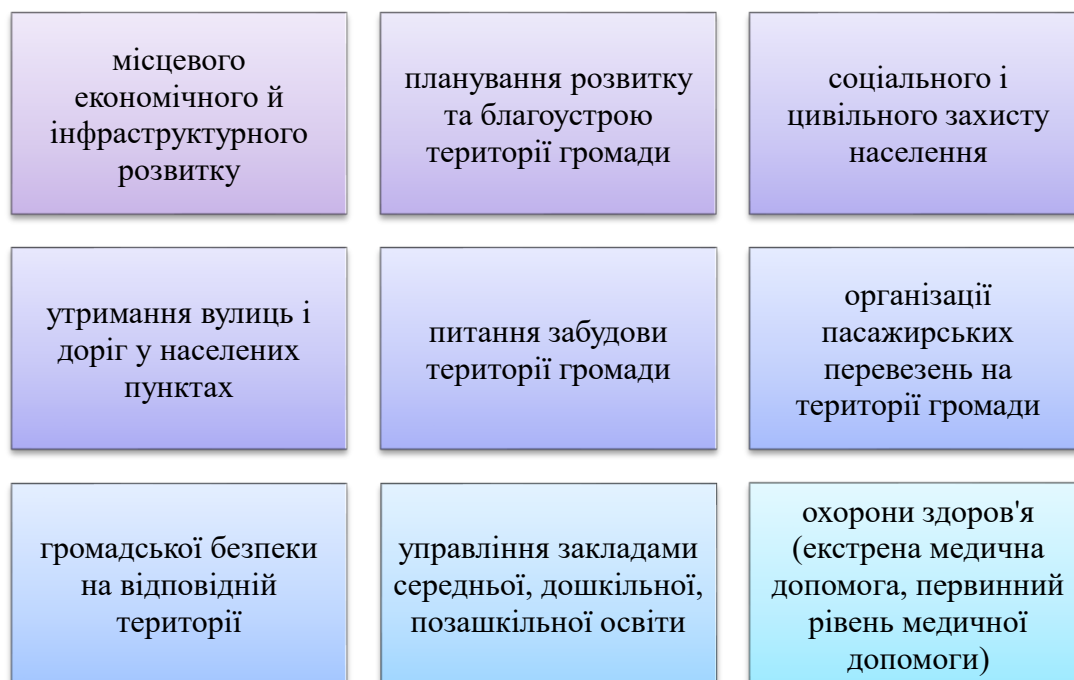 місцевого
економічного й
інфраструктурного
розвитку
планування розвитку
та благоустрою
території громади
соціального і
цивільного захисту
населення
утримання вулиць і
доріг у населених
пунктах
питання забудови
території громади
організації
пасажирських
перевезень на
території громади
громадської безпеки
на відповідній
території
управління закладами
середньої, дошкільної,
позашкільної освіти
охорони здоров'я
(екстрена медична
допомога, первинний
рівень медичної
допомоги)